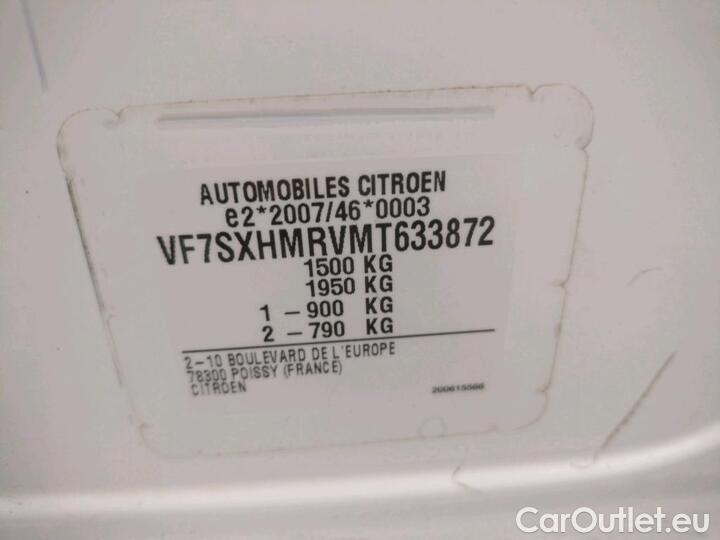 AUTOMOBILES CITROEN
e2*2007/46*0003
VF7SXHMRVMT633872
1500 KG
1950 KG
1 - 900 KG
2 - 790 KG
2-10 BOULEVARD DE L'EUROPE
78300 POISSY (FRANCE)
CITROEN
200615566
CarOutlet.eu